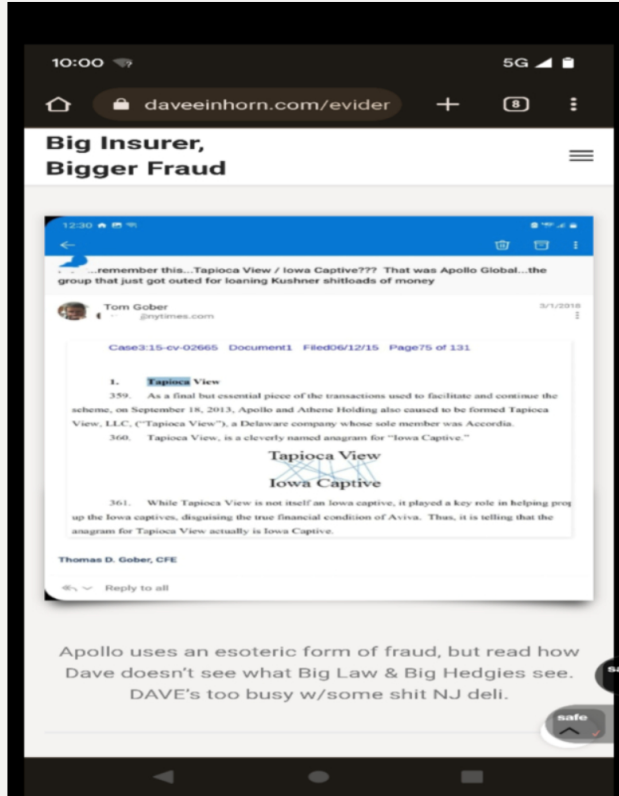 10:00
5G
daveeinhorn.com/evider
8
Big Insurer,
Bigger Fraud
12:30
...remember this...Tapioca View / Iowa Captive??? That was Apollo Global...the
group that just got outed for loaning Kushner shitloads of money
Tom Gober
3/1/2018
@nytimes.com
Case3:15-cv-02665 Document1 Filed06/12/15 Page75 of 131
1. Tapioca View
359. As a final but essential piece of the transactions used to facilitate and continue the
scheme, on September 18, 2013, Apollo and Athene Holding also caused to be formed Tapioca
View, LLC, ("Tapioca View"), a Delaware company whose sole member was Accordia.
360. Tapioca View, is a cleverly named anagram for "Iowa Captive."
Tapioca View
Iowa Captive
361. While Tapioca View is not itself an Iowa captive, it played a key role in helping prop
up the Iowa captives, disguising the true financial condition of Aviva. Thus, it is telling that the
anagram for Tapioca View actually is Iowa Captive.
Thomas D. Gober, CFE
Reply to all
Apollo uses an esoteric form of fraud, but read how
Dave doesn't see what Big Law & Big Hedgies see.
DAVE's too busy w/some shit NJ deli.
sa
safe